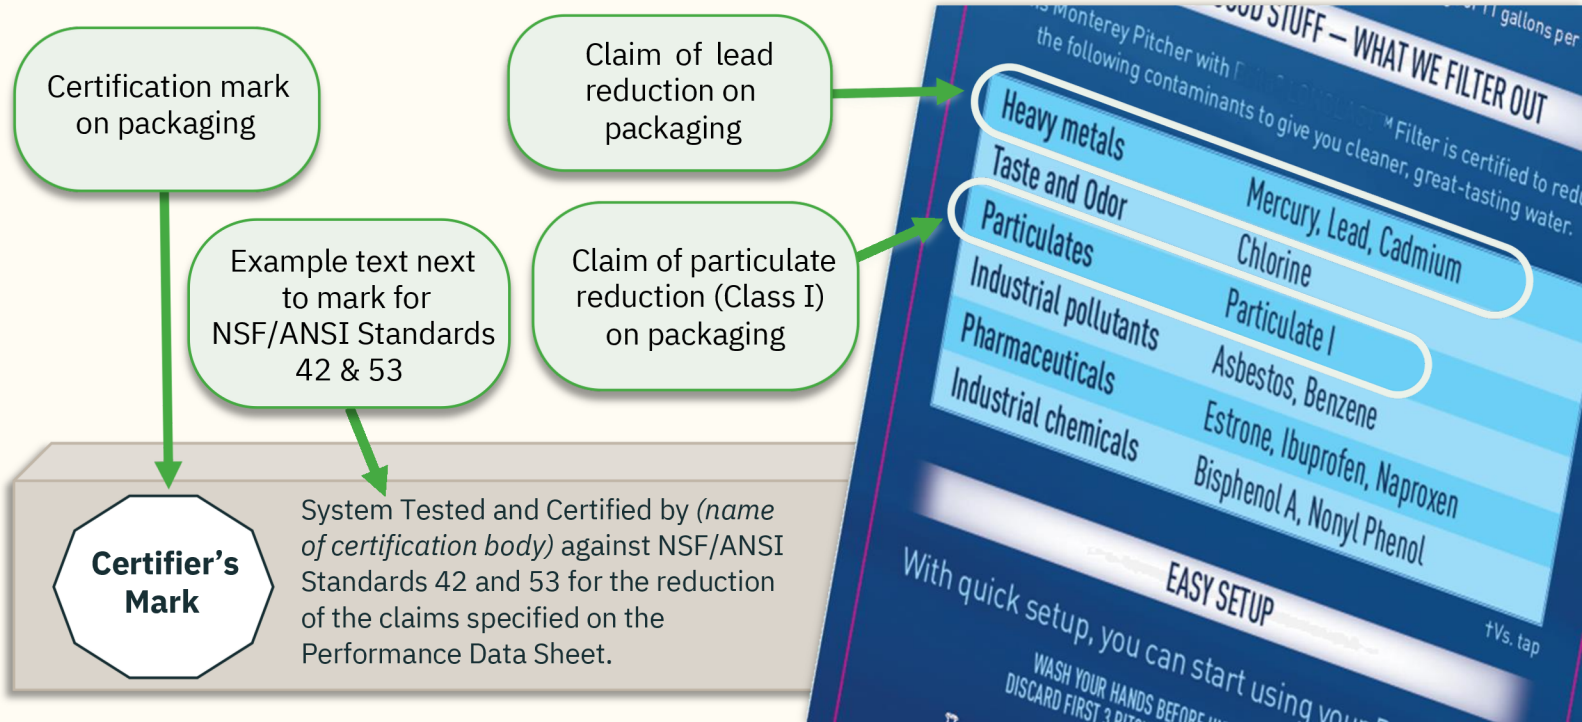 Certification mark
on packaging
Claim of lead
reduction on
packaging
Example text next
to mark for
NSF/ANSI Standards
42 & 53
Claim of particulate
reduction (Class I)
on packaging
Certifier's
Mark
System Tested and Certified by (name
of certification body) against NSF/ANSI
Standards 42 and 53 for the reduction
of the claims specified on the
Performance Data Sheet.
11 gallons per
STUFF – WHAT WE FILTER OUT
Monterey Pitcher with
Filter is certified to
the following contaminants to give you cleaner, great-tasting water.
Heavy metals Mercury, Lead, Cadmium
Taste and Odor Chlorine
Particulates Particulate I
Industrial pollutants Asbestos, Benzene
Pharmaceuticals Estrone, Ibuprofen, Naproxen
Industrial chemicals Bisphenol A, Nonyl Phenol
†Vs. tap
EASY SETUP
With quick setup, you can start using your
WASH YOUR HANDS BEFORE
DISCARD FIRST 3